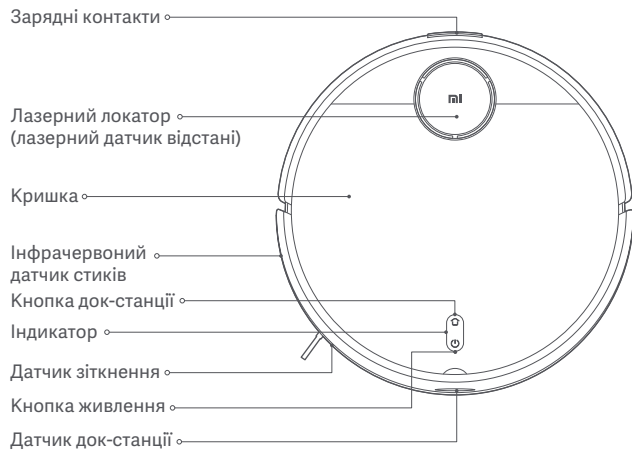 Зарядні контакти
Лазерний локатор
(лазерний датчик відстані)
mi
Кришка
Інфрачервоний
датчик стиків
Кнопка док-станції
Індикатор
Датчик зіткнення
Кнопка живлення
Датчик док-станції